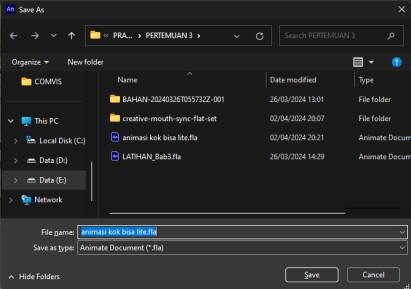 An Save As
PRA... > PERTEMUAN 3
Search PERTEMUAN 3
Organize New folder
Name Date modified Type
COMVIS
This PC
Local Disk (C:)
Data (D:)
Data (E:)
Network
BAHAN-20240326T055732Z-001 26/03/2024 13:01 File folder
creative-mouth-sync-flat-set 02/04/2024 20:07 File folder
An animasi kok bisa lite.fla 02/04/2024 20:21 Animate Docum
An LATIHAN_Bab3.fla 26/03/2024 14:29 Animate Docum
File name: animasi kok bisa lite.fla
Save as type: Animate Document (*.fla)
Hide Folders
Save Cancel